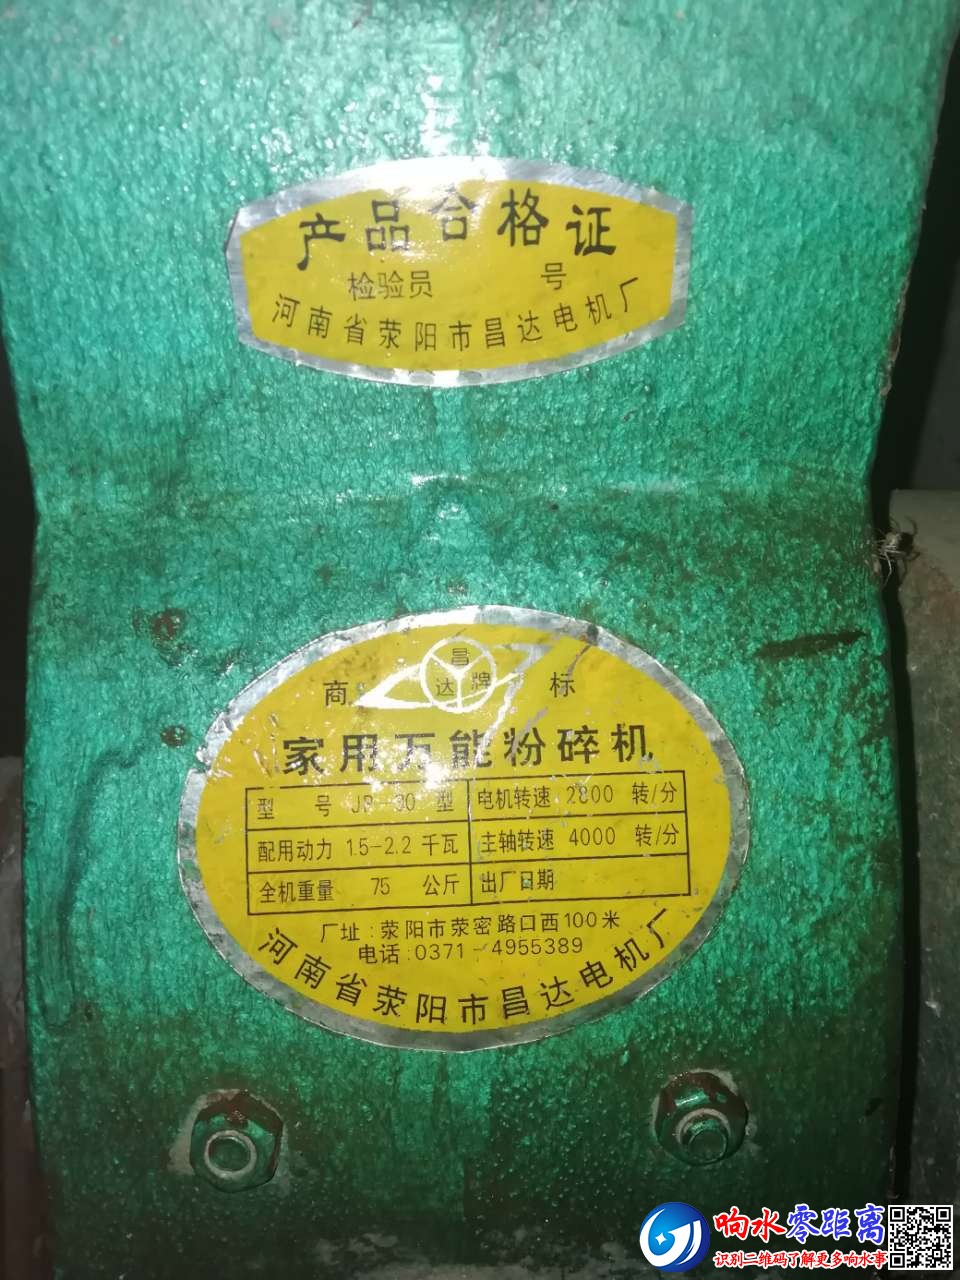 产品合格证
检验员 号
河南省荥阳市昌达电机厂
昌
商 达 牌 标
家用万能粉碎机
型 号 JR-30 型 电机转速 2800 转/分
配用动力 1.5-2.2 千瓦 主轴转速 4000 转/分
全机重量 75 公斤 出厂日期
厂址:荥阳市荥密路口西100米
电话:0371-4955389
河南省荥阳市昌达电机厂
响水零距离
识别二维码了解更多响水事